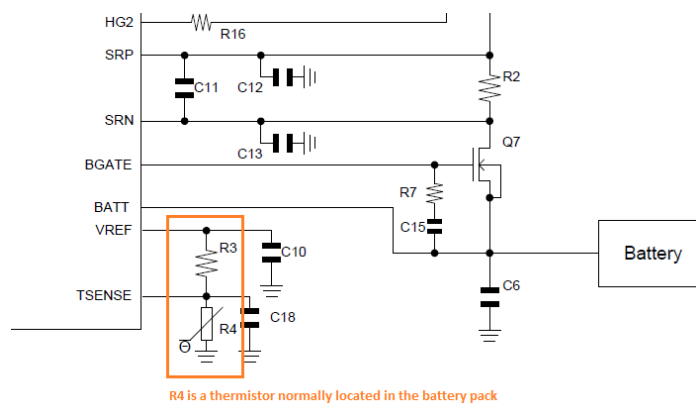 HG2
R16
SRP
C11
C12
R2
SRN
C13
Q7
BGATE
R7
BATT
C15
VREF
R3
C10
Battery
C6
TSENSE
R4
C18
Θ
R4 is a thermistor normally located in the battery pack